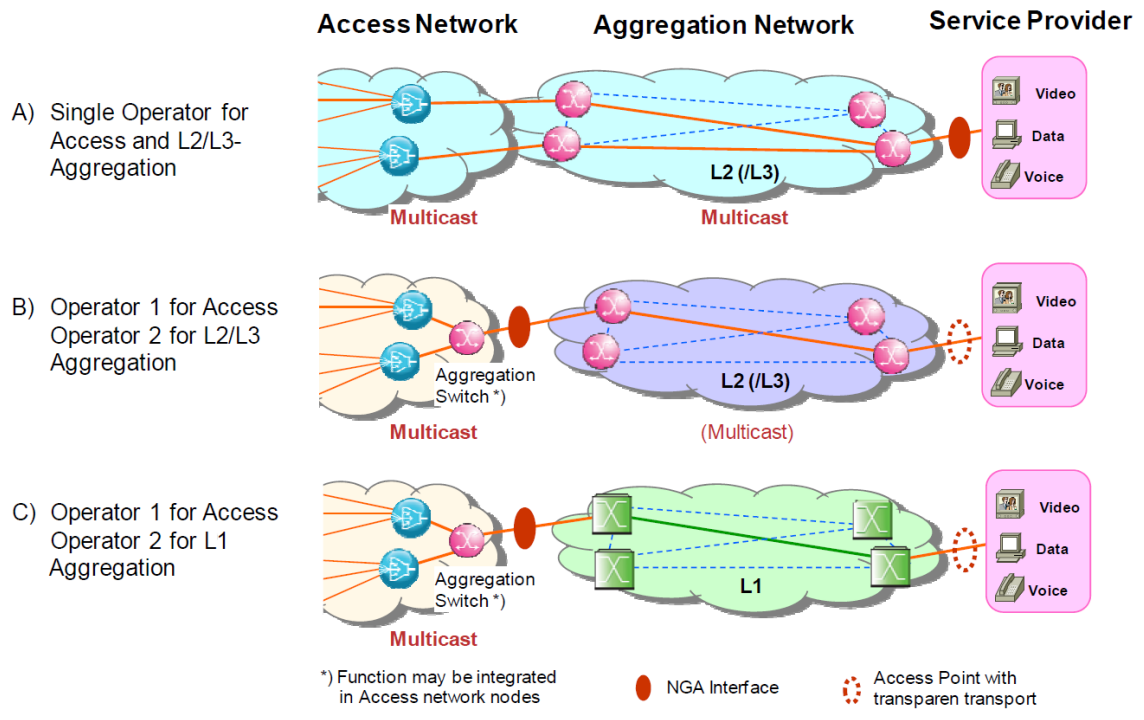 Access Network
Aggregation Network
Service Provider
A) Single Operator for
Access and L2/L3-
Aggregation
L2 (/L3)
Multicast
Multicast
Video
Data
Voice
B) Operator 1 for Access
Operator 2 for L2/L3
Aggregation
Aggregation
Switch *)
Multicast
L2 (/L3)
(Multicast)
Video
Data
Voice
C) Operator 1 for Access
Operator 2 for L1
Aggregation
Aggregation
Switch *)
Multicast
L1
Video
Data
Voice
*) Function may be integrated
in Access network nodes
NGA Interface
Access Point with
transparen transport